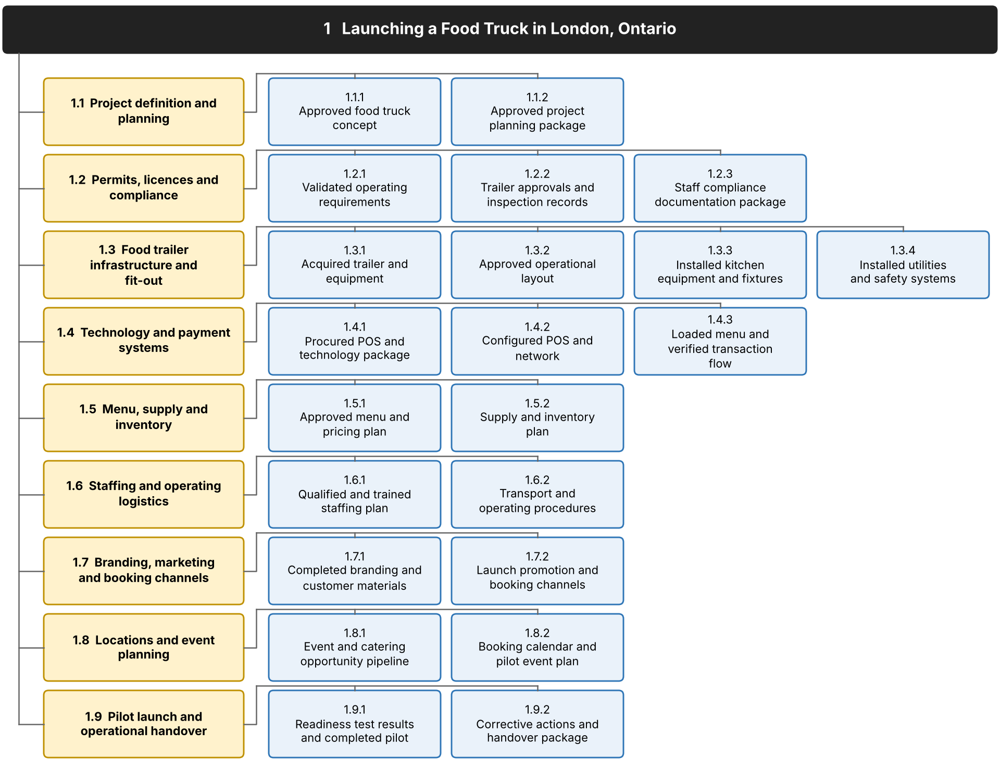 1 Launching a Food Truck in London, Ontario
1.1 Project definition and
planning
1.1.1
Approved food truck
concept
1.1.2
Approved project
planning package
1.2 Permits, licences and
compliance
1.2.1
Validated operating
requirements
1.2.2
Trailer approvals and
inspection records
1.2.3
Staff compliance
documentation package
1.3 Food trailer
infrastructure and
fit-out
1.3.1
Acquired trailer and
equipment
1.3.2
Approved operational
layout
1.3.3
Installed kitchen
equipment and fixtures
1.3.4
Installed utilities
and safety systems
1.4 Technology and payment
systems
1.4.1
Procured POS and
technology package
1.4.2
Configured POS and
network
1.4.3
Loaded menu and
verified transaction
flow
1.5 Menu, supply and
inventory
1.5.1
Approved menu and
pricing plan
1.5.2
Supply and inventory
plan
1.6 Staffing and operating
logistics
1.6.1
Qualified and trained
staffing plan
1.6.2
Transport and
operating procedures
1.7 Branding, marketing
and booking channels
1.7.1
Completed branding and
customer materials
1.7.2
Launch promotion and
booking channels
1.8 Locations and event
planning
1.8.1
Event and catering
opportunity pipeline
1.8.2
Booking calendar and
pilot event plan
1.9 Pilot launch and
operational handover
1.9.1
Readiness test results
and completed pilot
1.9.2
Corrective actions and
handover package